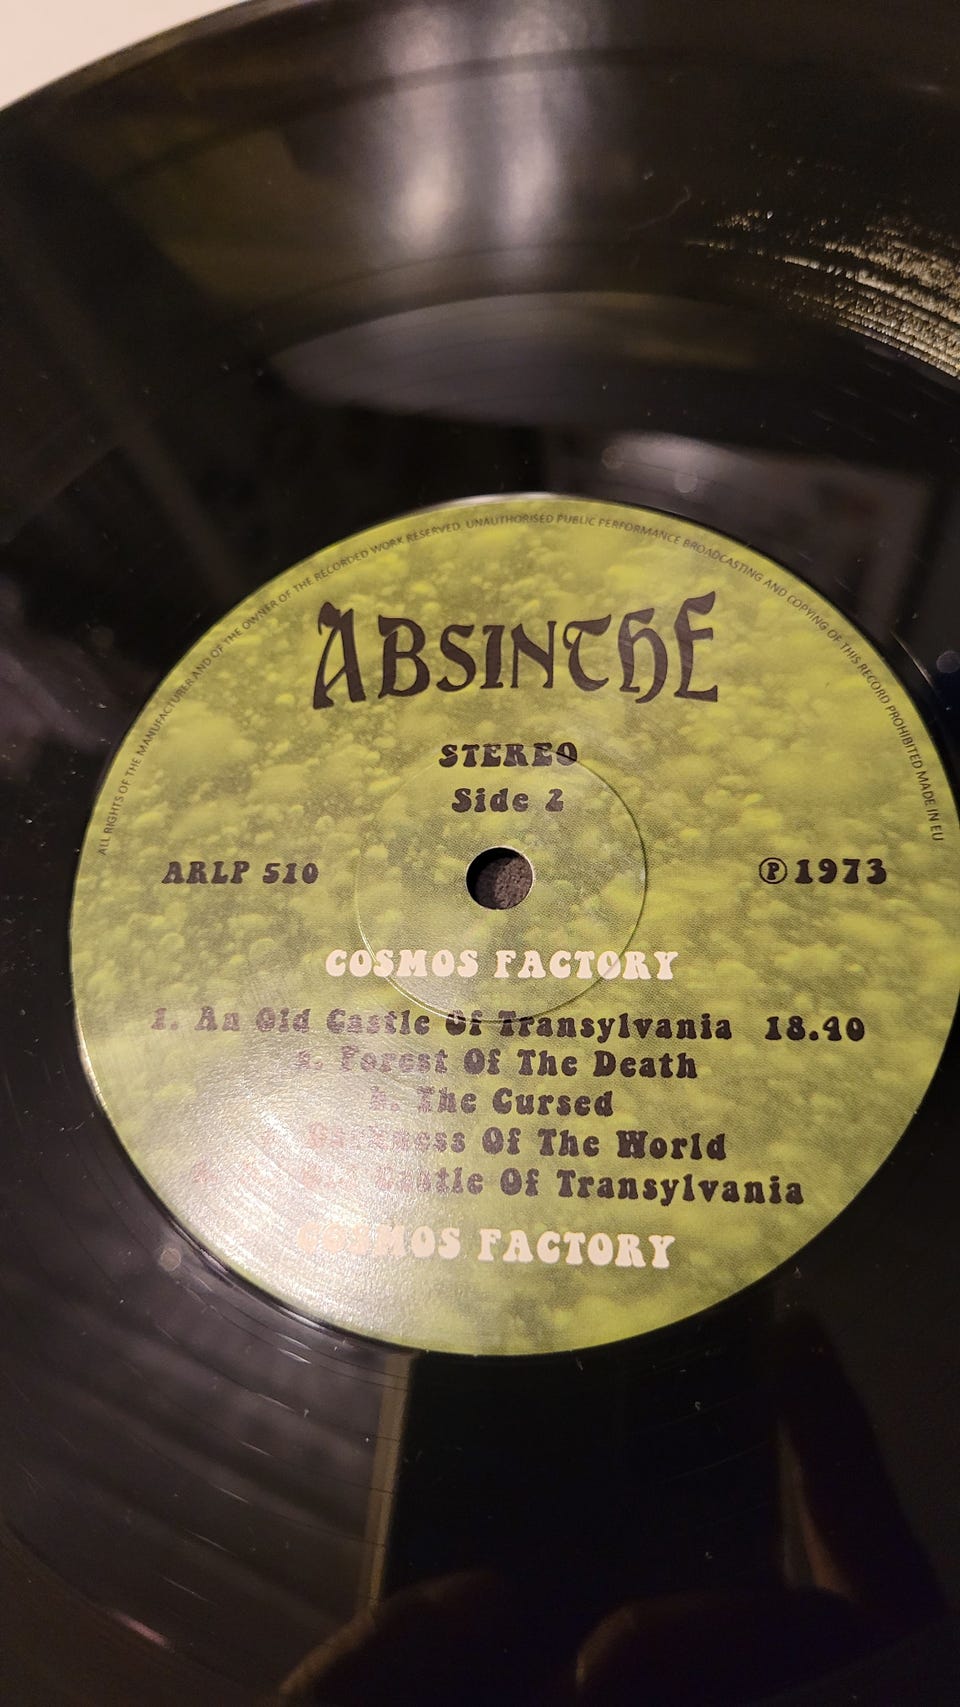 ALL RIGHTS OF THE MANUFACTURER AND OF THE OWNER OF THE RECORDED WORK RESERVED. UNAUTHORISED PUBLIC PERFORMANCE BROADCASTING AND COPYING OF THIS RECORD PROHIBITED MADE IN EU
ABSINTHE
STEREO
Side 2
ARLP 510
℗1973
COSMOS FACTORY
1. An Old Castle Of Transylvania 18.40
a. Forest Of The Death
b. The Cursed
Darkness Of The World
Castle Of Transylvania
COSMOS FACTORY